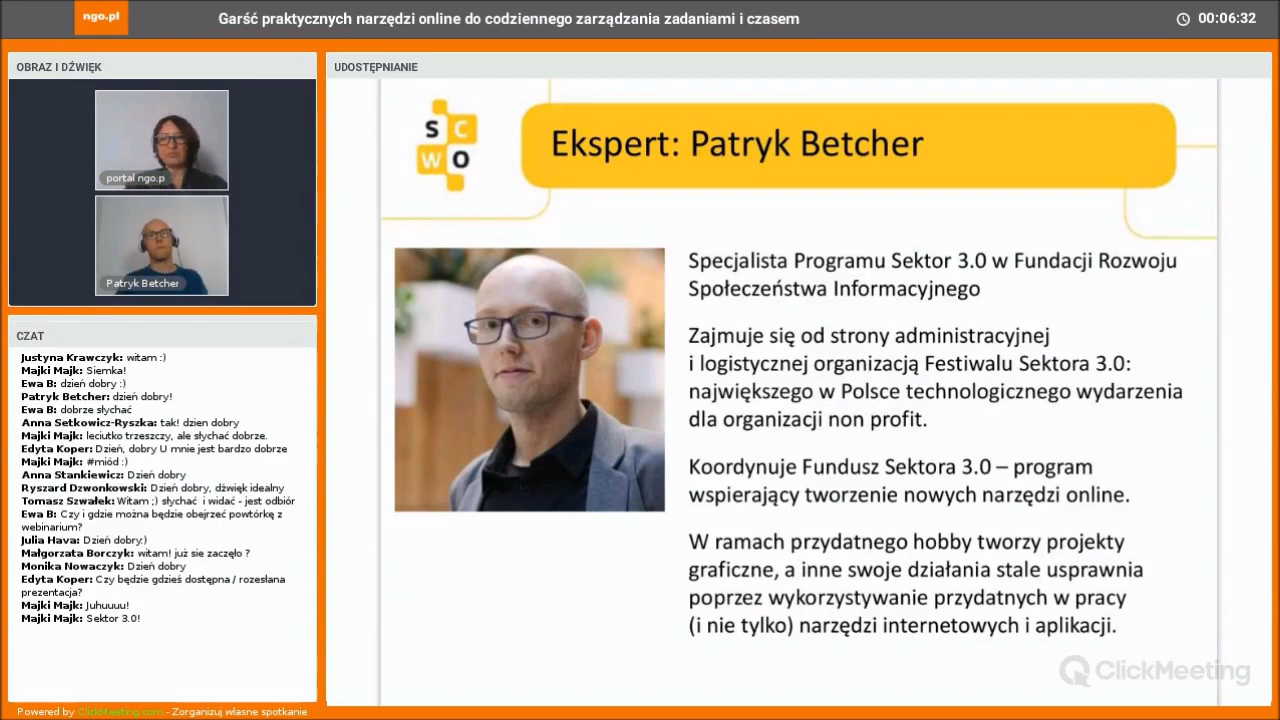 ngo.pl
Garść praktycznych narzędzi online do codziennego zarządzania zadaniami i czasem
00:06:32
OBRAZ I DŹWIĘK
portal ngo.p
Patryk Betcher
CZAT
Justyna Krawczyk: witam :)
Majki Majk: Siemka!
Ewa B: dzień dobry :)
Patryk Betcher: dzień dobry!
Ewa B: dobrze słychać
Anna Setkowicz-Ryszka: tak! dzien dobry
Majki Majk: leciutko trzeszczy, ale słychać dobrze.
Edyta Koper: Dzień, dobry U mnie jest bardzo dobrze
Majki Majk: #miód :)
Anna Stankiewicz: Dzień dobry
Ryszard Dzwonkowski: Dzień dobry, dźwięk idealny
Tomasz Szwałek: Witam ;) słychać i widać - jest odbiór
Ewa B: Czy i gdzie można będzie obejrzeć powtórkę z
webinarium?
Julia Hava: Dzień dobry:)
Małgorzata Borczyk: witam! już sie zaczęło ?
Monika Nowaczyk: Dzień dobry
Edyta Koper: Czy będzie gdzieś dostępna / rozesłana
prezentacja?
Majki Majk: Juhuuuu!
Majki Majk: Sektor 3.0!
Powered by ClickMeeting.com - Zorganizuj własne spotkanie
UDOSTĘPNIANIE
S C
W O
Ekspert: Patryk Betcher
Specjalista Programu Sektor 3.0 w Fundacji Rozwoju
Społeczeństwa Informacyjnego
Zajmuje się od strony administracyjnej
i logistycznej organizacją Festiwalu Sektora 3.0:
największego w Polsce technologicznego wydarzenia
dla organizacji non profit.
Koordynuje Fundusz Sektora 3.0 – program
wspierający tworzenie nowych narzędzi online.
W ramach przydatnego hobby tworzy projekty
graficzne, a inne swoje działania stale usprawnia
poprzez wykorzystywanie przydatnych w pracy
(i nie tylko) narzędzi internetowych i aplikacji.
ClickMeeting